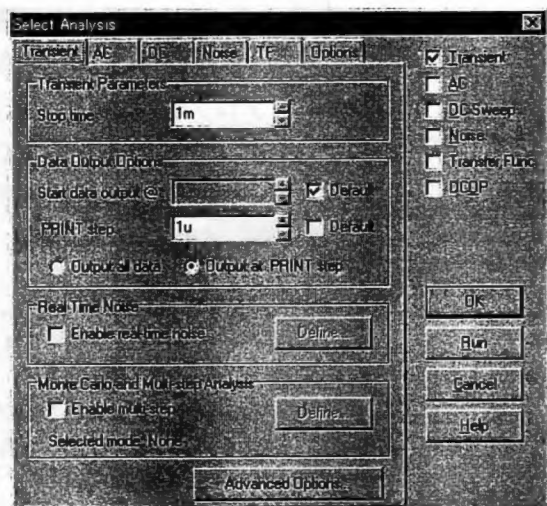 Select Analysis
Transient AC DC Noise TF Options
Transient Parameters
Stop time 1m
Data Output Options
Start data output @: Default
.PRINT step 1u Default
Output all data Output at .PRINT step
Real Time Noise
Enable real-time noise Define...
Monte Carlo and Multi-step Analysis
Enable multi-step Define...
Selected mode: None
Advanced Options...
Transient
AC
DC Sweep
Noise
Transfer Func
DCOP
OK
Run
Cancel
Help